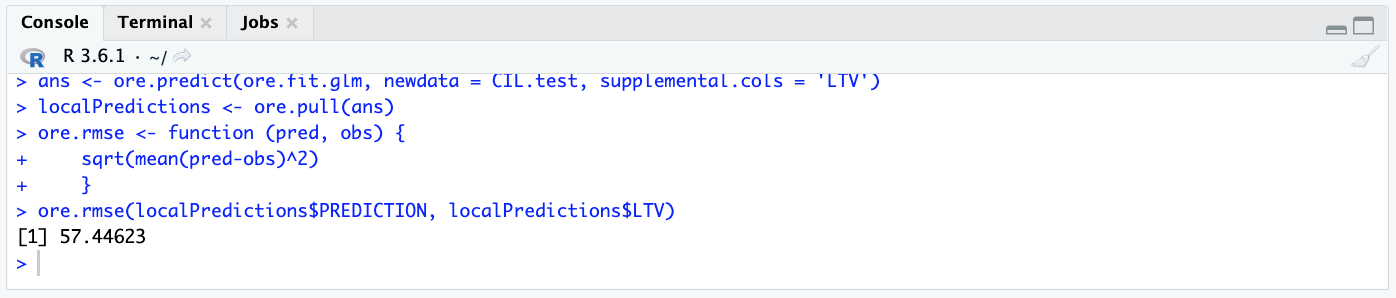 Console Terminal × Jobs ×
R R 3.6.1 · ~/
> ans <- ore.predict(ore.fit.glm, newdata = CIL.test, supplemental.cols = 'LTV')
> localPredictions <- ore.pull(ans)
> ore.rmse <- function (pred, obs) {
+     sqrt(mean(pred-obs)^2)
+     }
> ore.rmse(localPredictions$PREDICTION, localPredictions$LTV)
[1] 57.44623
>